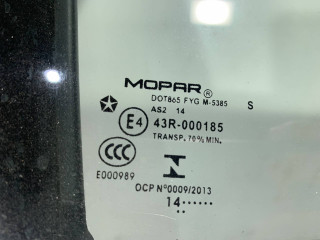 MOPAR®
DOT865 FYG M-5385 S
AS2 14
E4 43R-000185
TRANSP. 70% MIN.
CCC
E000989
N
OCP Nº0009/2013
14......